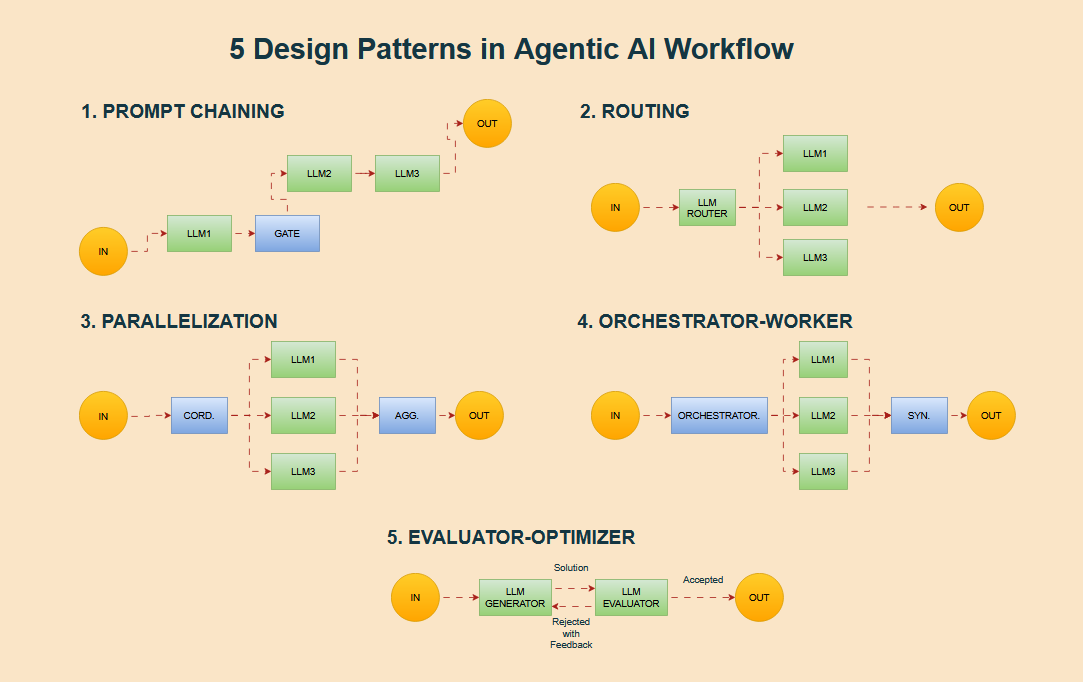 5 Design Patterns in Agentic AI Workflow
1. PROMPT CHAINING
OUT
LLM2
LLM3
LLM1
GATE
IN
2. ROUTING
LLM1
IN
LLM
ROUTER
LLM2
OUT
LLM3
3. PARALLELIZATION
LLM1
IN
CORD.
LLM2
AGG.
OUT
LLM3
4. ORCHESTRATOR-WORKER
LLM1
IN
ORCHESTRATOR.
LLM2
SYN.
OUT
LLM3
5. EVALUATOR-OPTIMIZER
IN
LLM
GENERATOR
Solution
Rejected
with
Feedback
LLM
EVALUATOR
Accepted
OUT